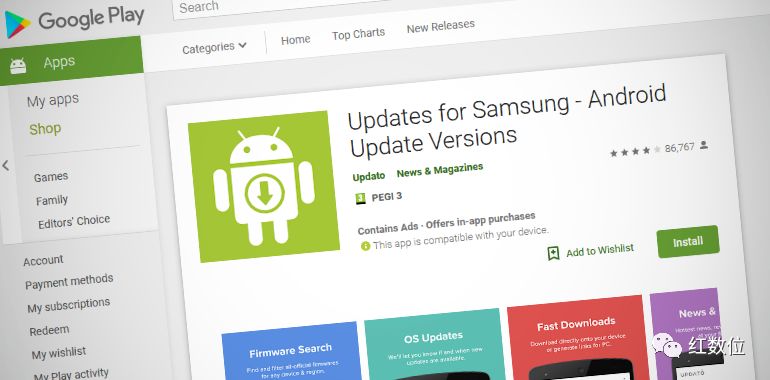 Google Play
Search
Apps
Categories
Home
Top Charts
New Releases
My apps
Shop
Games
Family
Editors' Choice
Account
Payment methods
My subscriptions
Redeem
My wishlist
My Play activity
Updates for Samsung - Android
Update Versions
Updato
News & Magazines
86,767
3 PEGI 3
Contains Ads · Offers in-app purchases
This app is compatible with your device.
Add to Wishlist
Install
Firmware Search
Find and filter all official firmwares
for any device & region.
OS Updates
We'll let you know if and when new
updates are available.
Fast Downloads
Download directly onto your device
or generate links for PC.
News &
Hottest news,
UPDATO
红数位